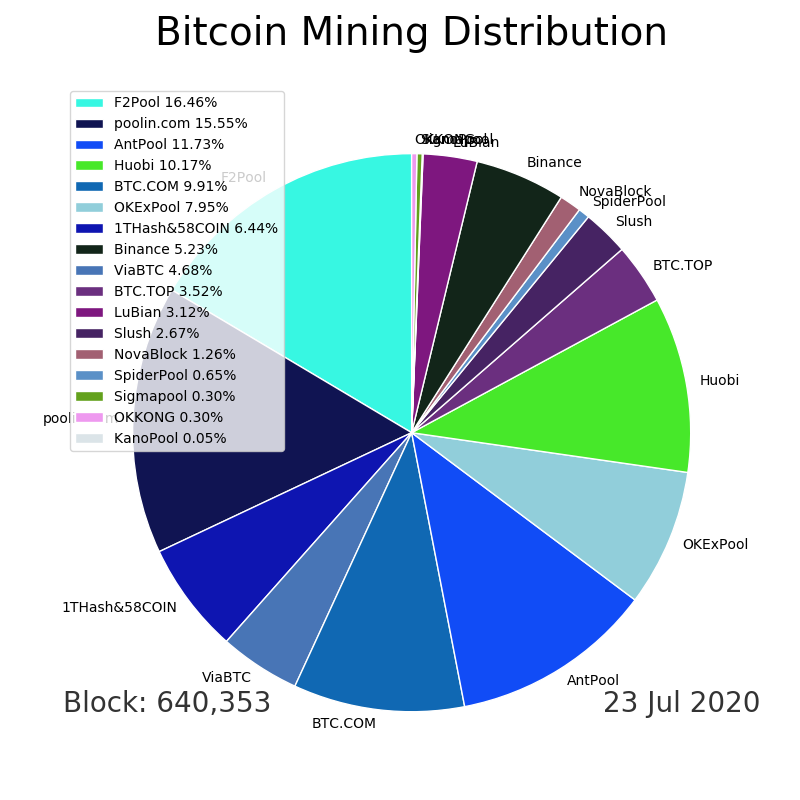 Bitcoin Mining Distribution
F2Pool 16.46%
poolin.com 15.55%
AntPool 11.73%
Huobi 10.17%
BTC.COM 9.91%
OKExPool 7.95%
1THash&58COIN 6.44%
Binance 5.23%
ViaBTC 4.68%
BTC.TOP 3.52%
LuBian 3.12%
Slush 2.67%
NovaBlock 1.26%
SpiderPool 0.65%
Sigmapool 0.30%
OKKONG 0.30%
KanoPool 0.05%
LuBian
Binance
NovaBlock
SpiderPool
Slush
BTC.TOP
Huobi
OKExPool
AntPool
BTC.COM
ViaBTC
1THash&58COIN
F2Pool
Block: 640,353
23 Jul 2020